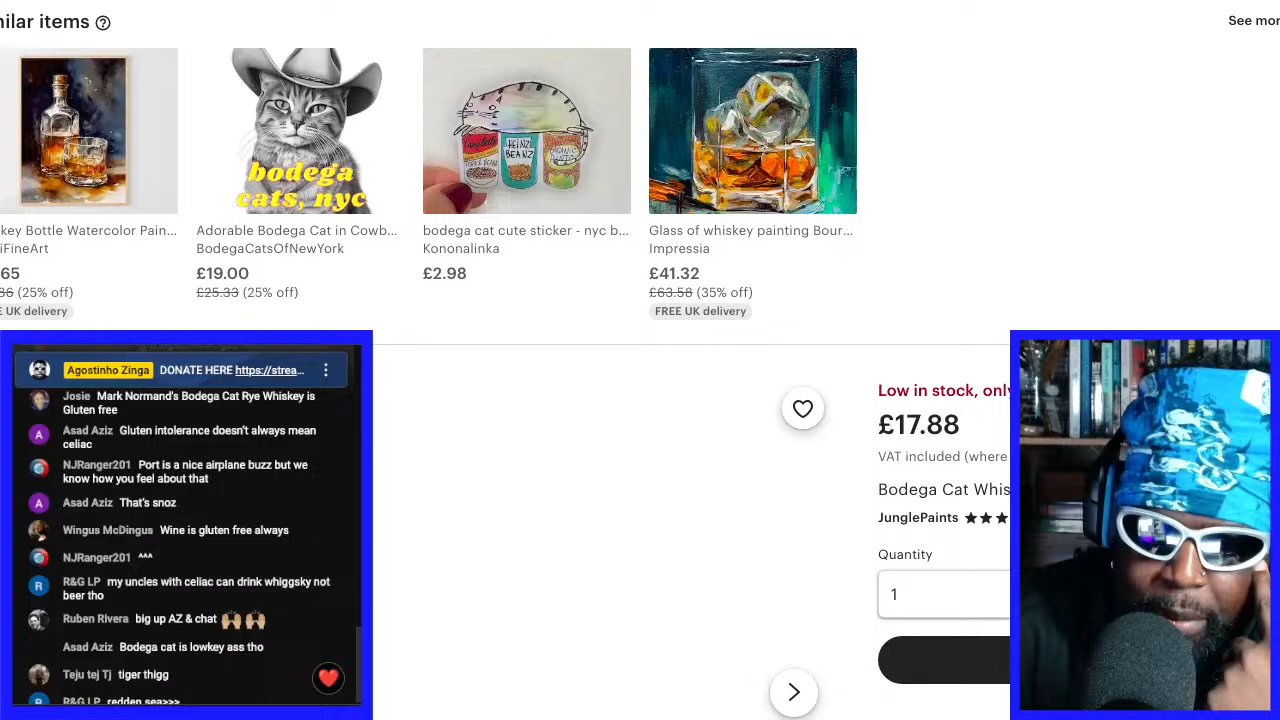 ilar items
See mor
key Bottle Watercolor Pain...
iFineArt
65
86 (25% off)
E UK delivery
bodega
cats, nyc
Adorable Bodega Cat in Cowb...
BodegaCatsOfNewYork
£19.00
£25.33 (25% off)
HEINZ
BEANZ
bodega cat cute sticker - nyc b...
Kononalinka
£2.98
Glass of whiskey painting Bour...
Impressia
£41.32
£63.58 (35% off)
FREE UK delivery
Agostinho Zinga DONATE HERE https://strea...
Josie Mark Normand's Bodega Cat Rye Whiskey is
Gluten free
A Asad Aziz Gluten intolerance doesn't always mean
celiac
NJRanger201 Port is a nice airplane buzz but we
know how you feel about that
A Asad Aziz That's snoz
Wingus McDingus Wine is gluten free always
NJRanger201 ^^^
R R&G LP my uncles with celiac can drink whiggsky not
beer tho
Ruben Rivera big up AZ & chat 🙌🏽 🙌🏽
Asad Aziz Bodega cat is lowkey ass tho
Teju tej Tj tiger thigg
R&G LP redden sea>>>
Low in stock, only
£17.88
VAT included (where
Bodega Cat Whis
JunglePaints ★★★
Quantity
1